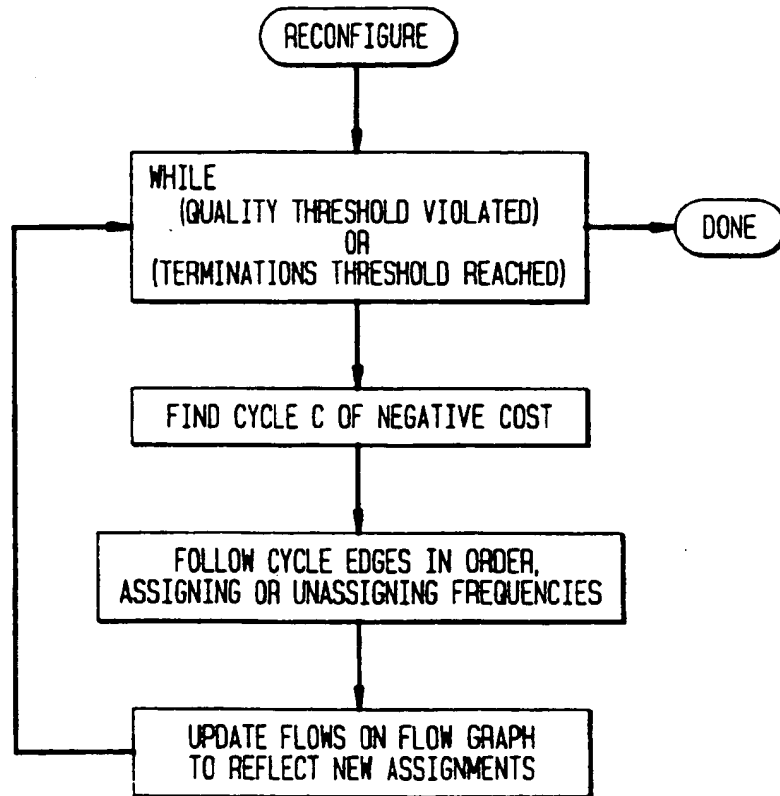 RECONFIGURE
WHILE
(QUALITY THRESHOLD VIOLATED)
OR
(TERMINATIONS THRESHOLD REACHED)
DONE
FIND CYCLE C OF NEGATIVE COST
FOLLOW CYCLE EDGES IN ORDER,
ASSIGNING OR UNASSIGNING FREQUENCIES
UPDATE FLOWS ON FLOW GRAPH
TO REFLECT NEW ASSIGNMENTS